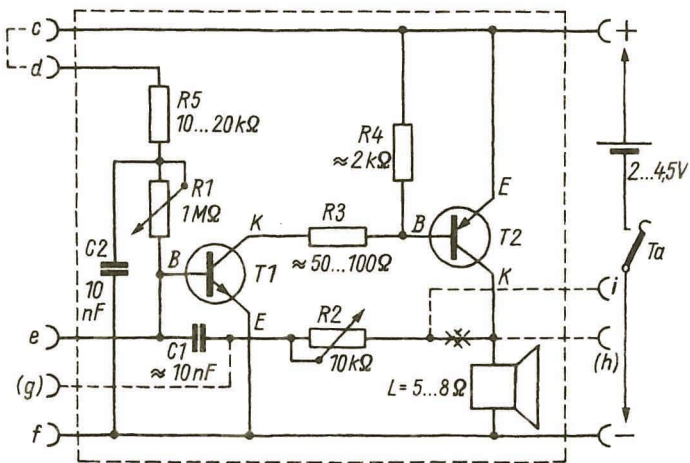 c
+
d
R5
10...20kΩ
R4
≈ 2kΩ
2...4,5V
R1
1MΩ
E
K
R3
B
T2
Ta
C2
10
nF
B
T1
≈ 50...100Ω
K
i
E
R2
e
C1
≈ 10nF
10kΩ
(h)
(g)
L = 5...8Ω
f
−